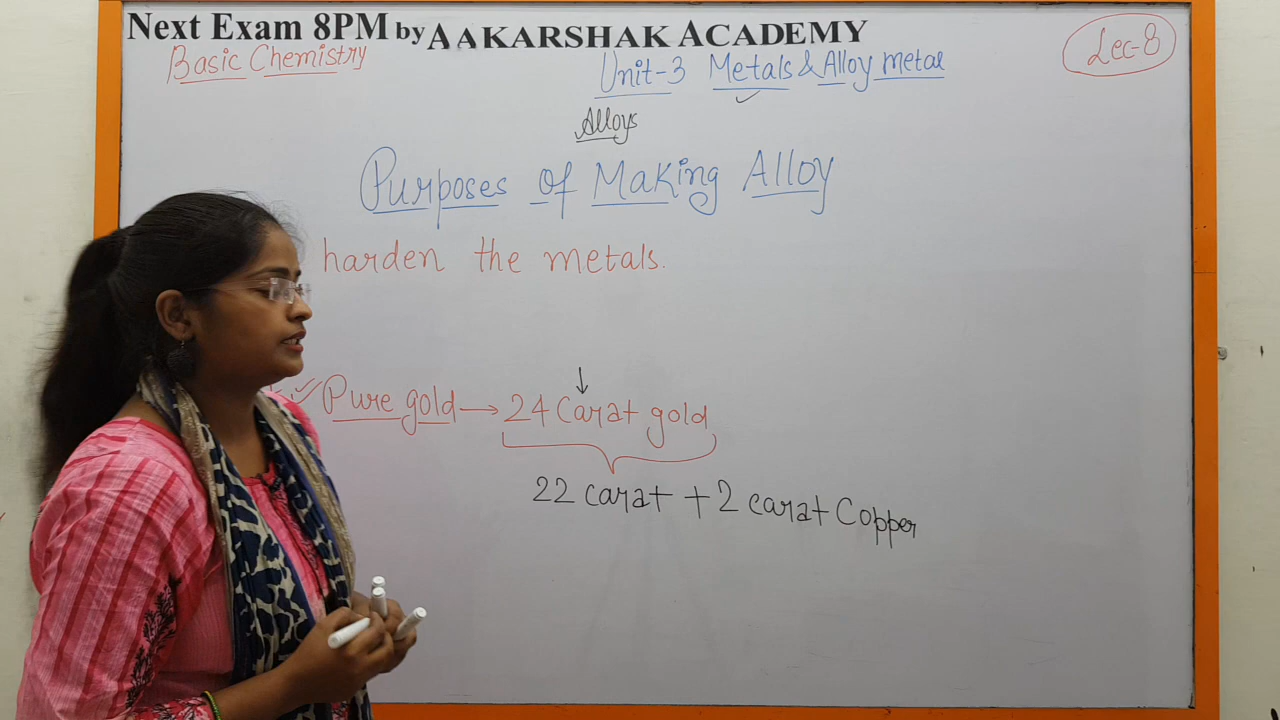 Next Exam 8PM by AAKARSHAK ACADEMY
Basic Chemistry
Unit-3 Metals & Alloy metal
Lec-8
Alloys
Purposes of Making Alloy
harden the metals.
Pure gold → 24 Carat gold
22 carat + 2 carat Copper